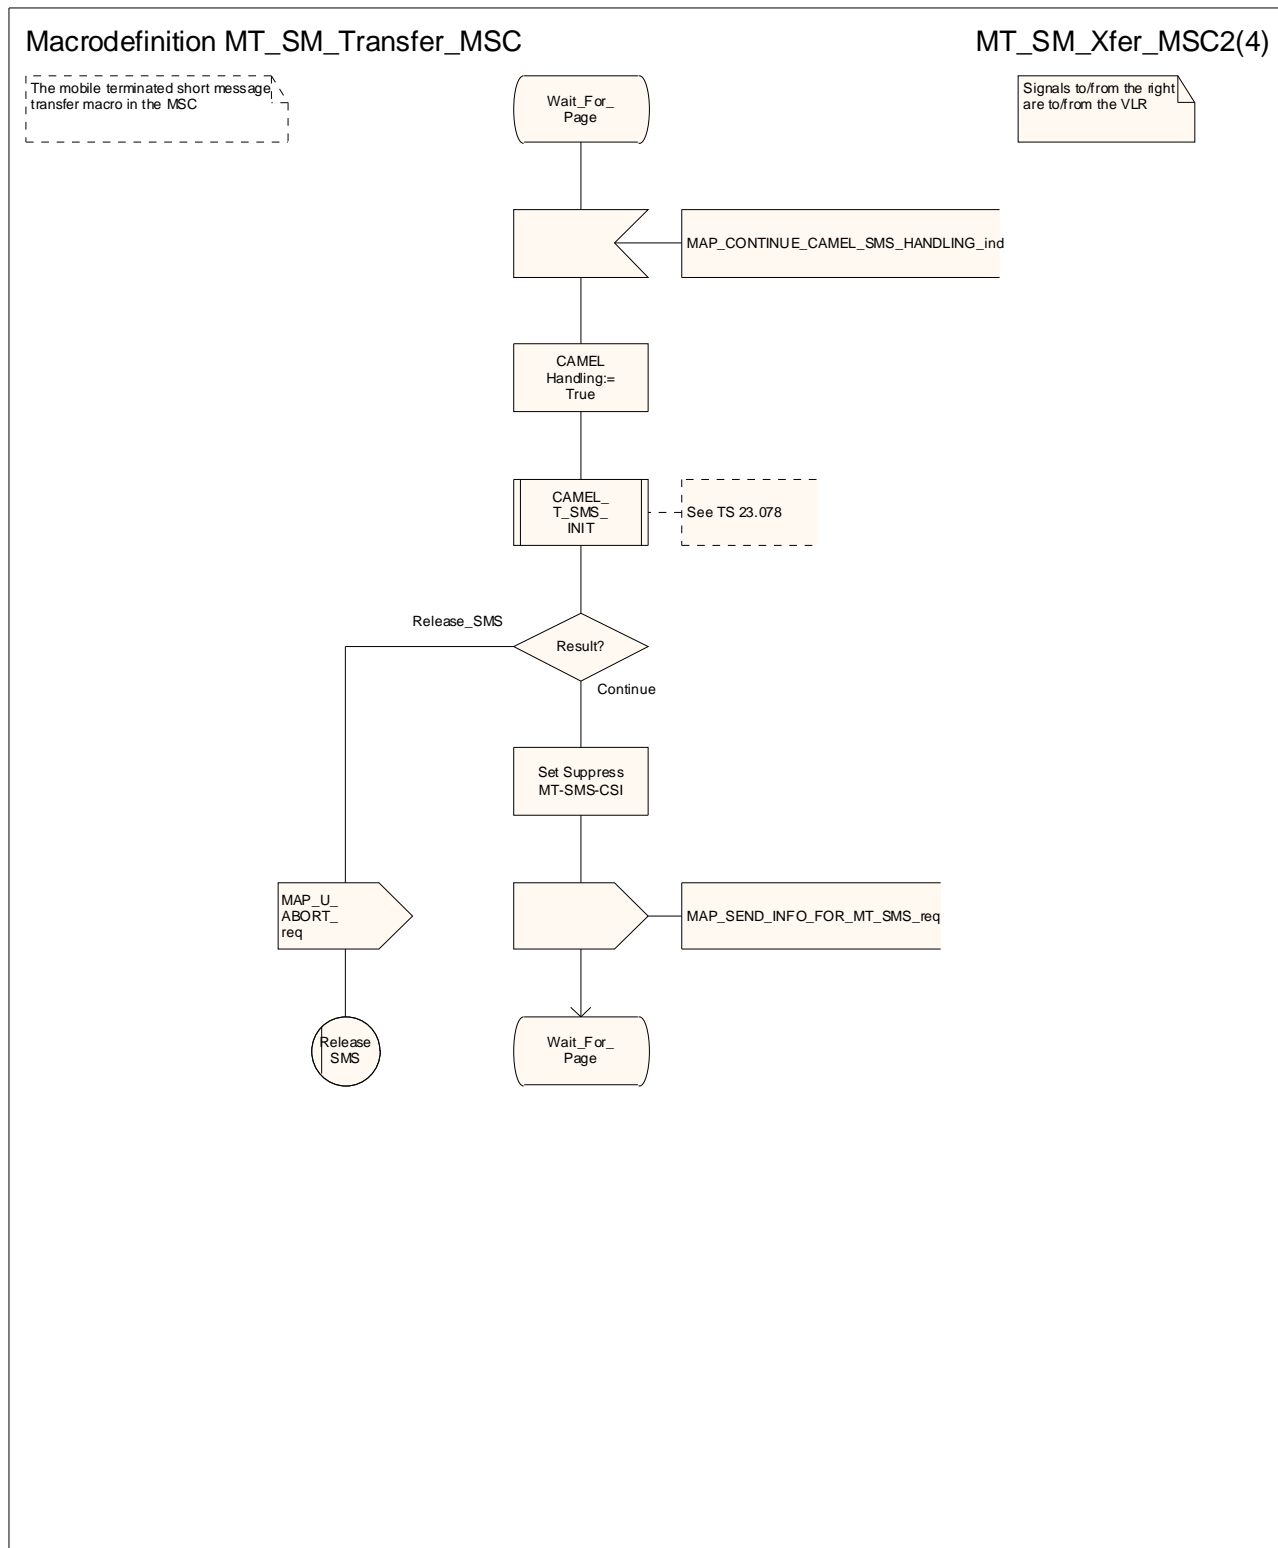 Macrodefinition MT_SM_Transfer_MSC
MT_SM_Xfer_MSC2(4)
The mobile terminated short message
transfer macro in the MSC
Wait_For_
Page
Signals to/from the right
are to/from the VLR
MAP_CONTINUE_CAMEL_SMS_HANDLING_ind
CAMEL
Handling:=
True
CAMEL_
T_SMS_
INIT
See TS 23.078
Release_SMS
Result?
Continue
Set Suppress
MT-SMS-CSI
MAP_U_
ABORT_
req
MAP_SEND_INFO_FOR_MT_SMS_req
Release
SMS
Wait_For_
Page